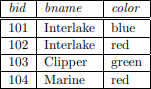 bid bname color
101 Interlake blue
102 Interlake red
103 Clipper green
104 Marine red